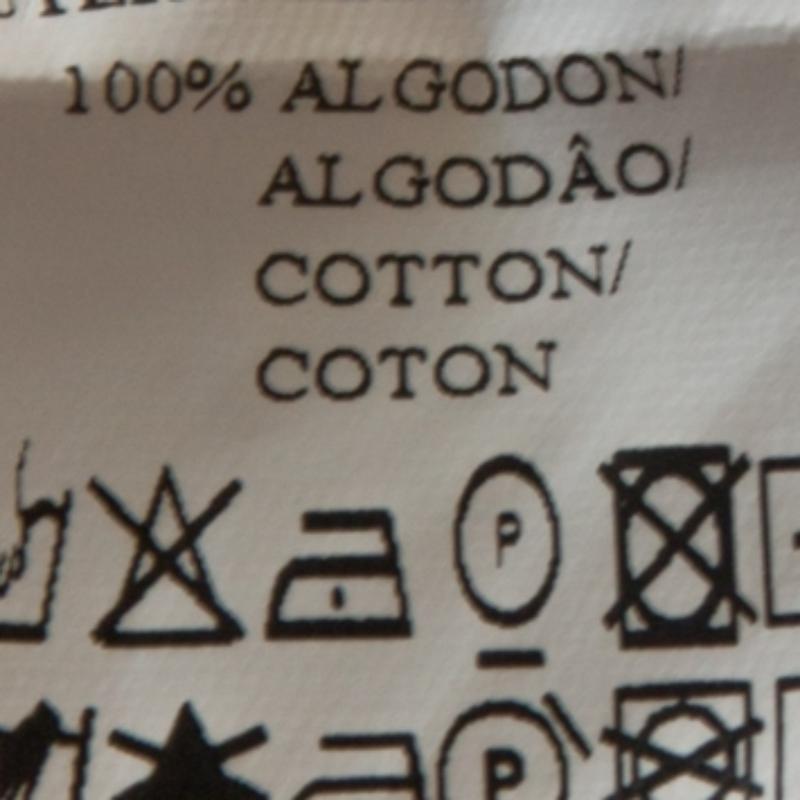 100% ALGODON/
ALGODÂO/
COTTON/
COTON
P
P